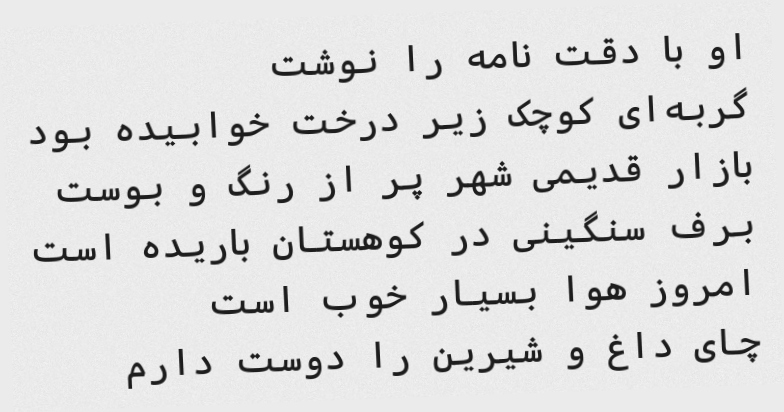 او با دقت نامه را نوشت
گربه‌ای کوچک زیر درخت خوابیده بود
بازار قدیمی شهر پر از رنگ و بوست
برف سنگینی در کوهستان باریده است
امروز هوا بسیار خوب است
چای داغ و شیرین را دوست دارم